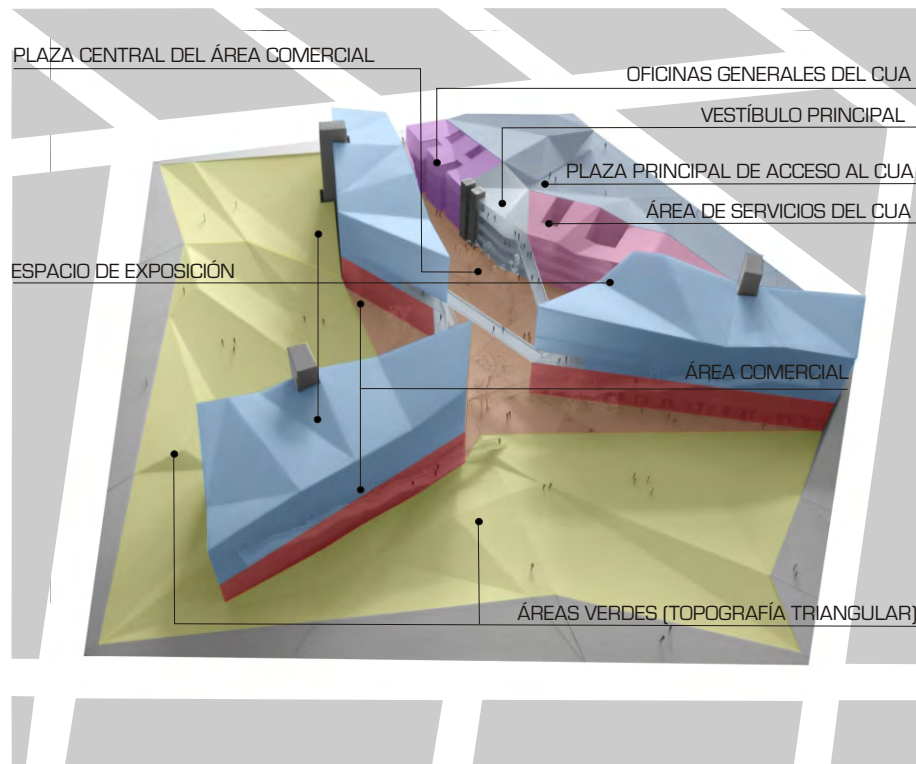 PLAZA CENTRAL DEL ÁREA COMERCIAL
OFICINAS GENERALES DEL CUA
VESTÍBULO PRINCIPAL
PLAZA PRINCIPAL DE ACCESO AL CUA
ÁREA DE SERVICIOS DEL CUA
ESPACIO DE EXPOSICIÓN
ÁREA COMERCIAL
ÁREAS VERDES (TOPOGRAFÍA TRIANGULAR)